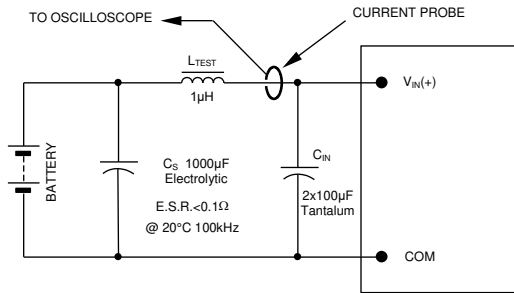 TO OSCILLOSCOPE
CURRENT PROBE
LTEST
1µH
VIN(+)
BATTERY
CS 1000µF
Electrolytic
E.S.R.<0.1Ω
@ 20°C 100kHz
CIN
2x100µF
Tantalum
COM